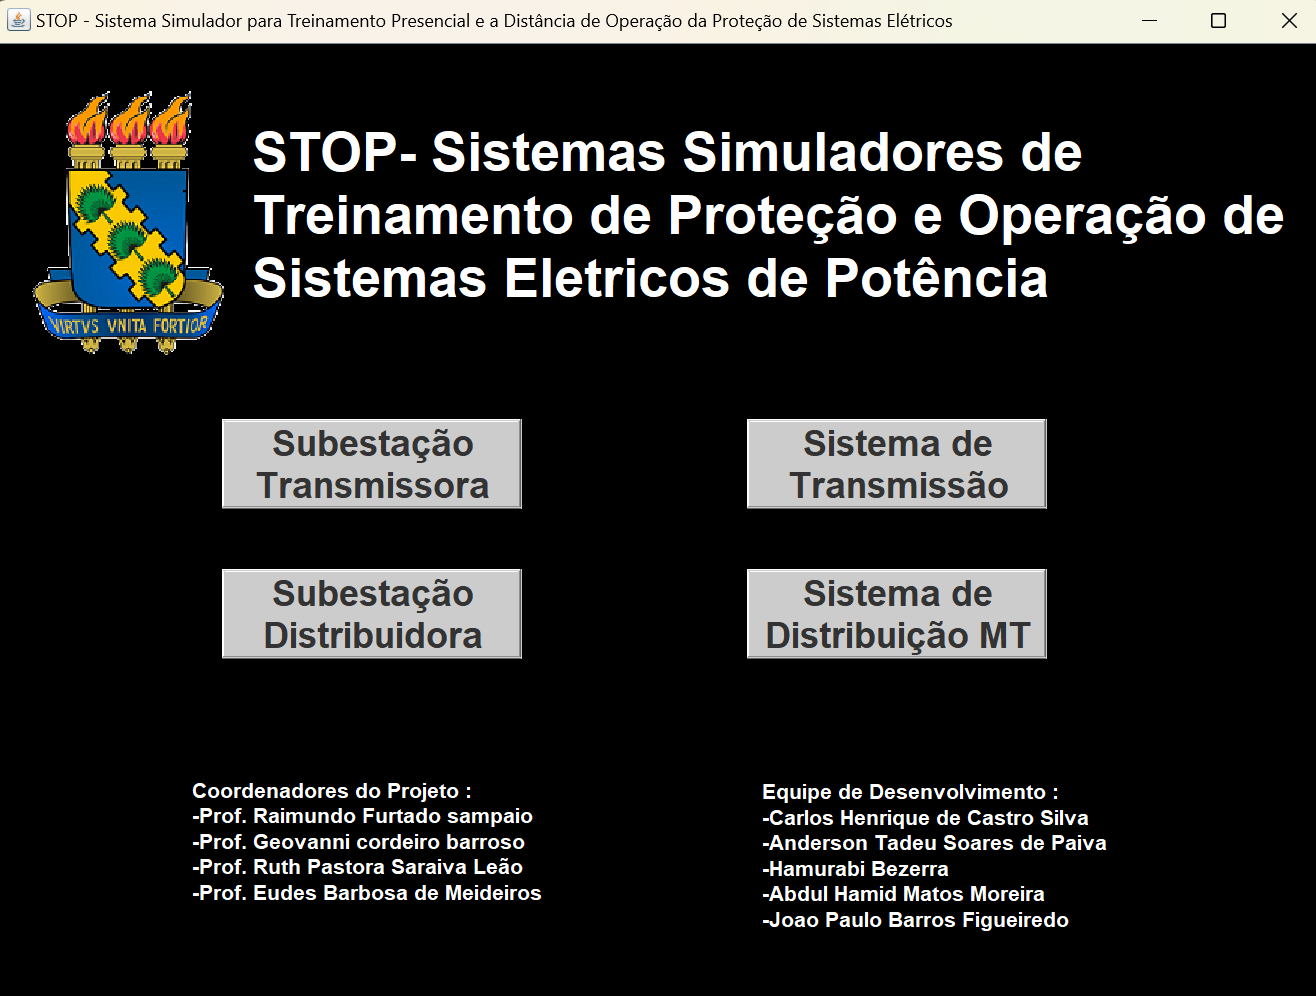 STOP - Sistema Simulador para Treinamento Presencial e a Distância de Operação da Proteção de Sistemas Elétricos
STOP- Sistemas Simuladores de
Treinamento de Proteção e Operação de
Sistemas Eletricos de Potência
VIRTVS VNITA FORTIOR
Subestação
Transmissora
Sistema de
Transmissão
Subestação
Distribuidora
Sistema de
Distribuição MT
Coordenadores do Projeto :
-Prof. Raimundo Furtado sampaio
-Prof. Geovanni cordeiro barroso
-Prof. Ruth Pastora Saraiva Leão
-Prof. Eudes Barbosa de Meideiros
Equipe de Desenvolvimento :
-Carlos Henrique de Castro Silva
-Anderson Tadeu Soares de Paiva
-Hamurabi Bezerra
-Abdul Hamid Matos Moreira
-Joao Paulo Barros Figueiredo